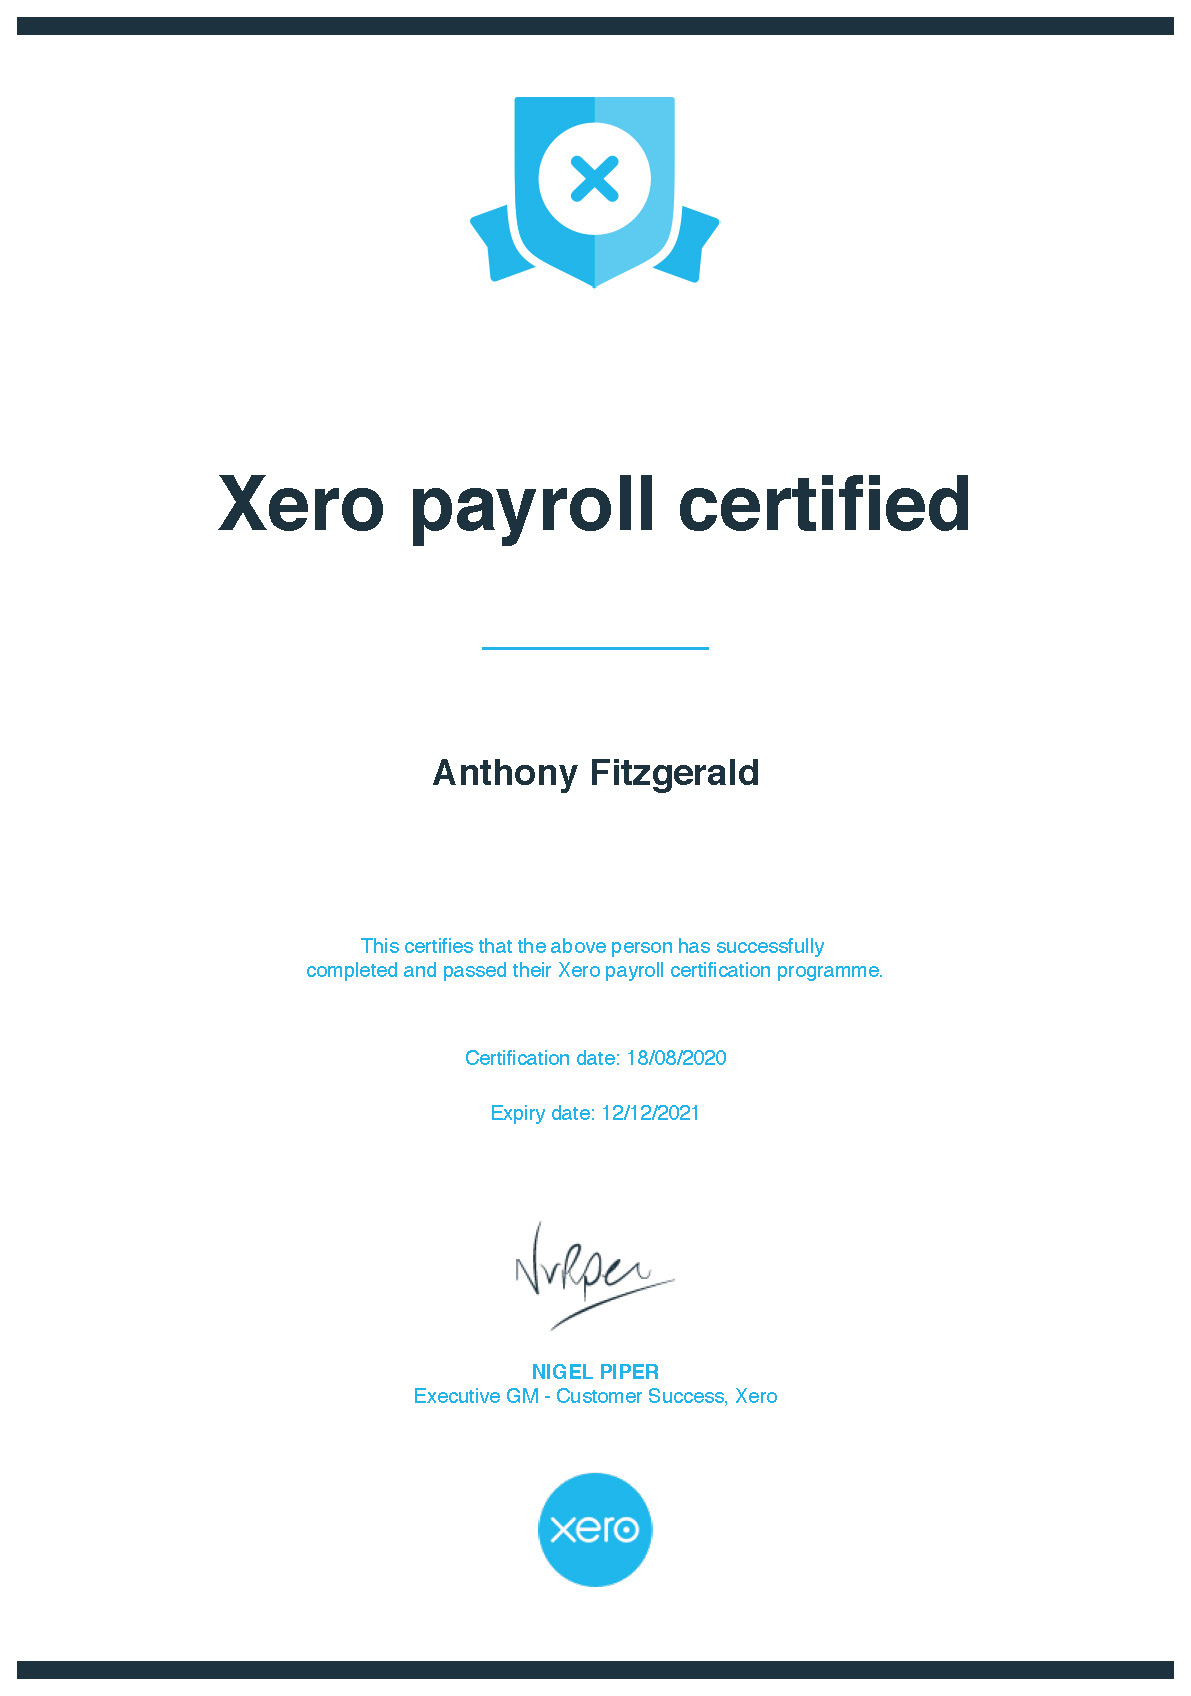 Xero payroll certified
Anthony Fitzgerald
This certifies that the above person has successfully
completed and passed their Xero payroll certification programme.
Certification date: 18/08/2020
Expiry date: 12/12/2021
NIGEL PIPER
Executive GM - Customer Success, Xero
xero